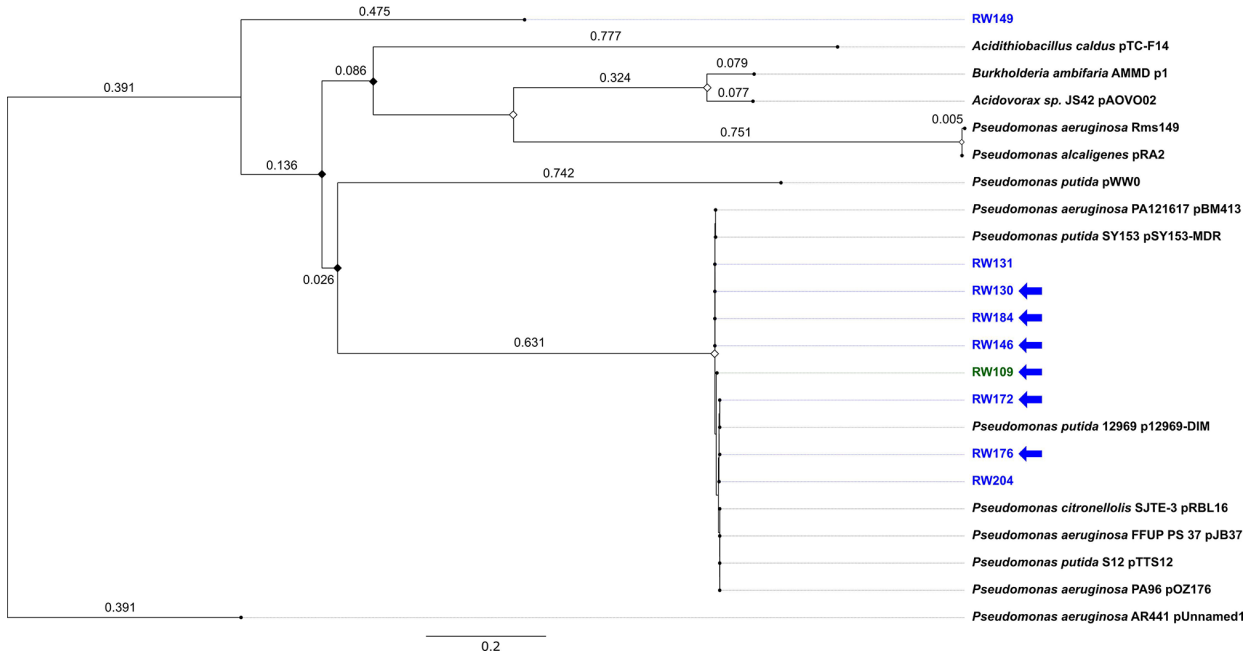 0.475
RW149
0.777
Acidithiobacillus caldus pTC-F14
0.086
0.079
Burkholderia ambifaria AMMD p1
0.324
0.391
0.077
Acidovorax sp. JS42 pAOVO02
0.005
Pseudomonas aeruginosa Rms149
0.751
Pseudomonas alcaligenes pRA2
0.136
0.742
Pseudomonas putida pWW0
Pseudomonas aeruginosa PA121617 pBM413
Pseudomonas putida SY153 pSY153-MDR
RW131
0.026
RW130
RW184
0.631
RW146
RW109
RW172
Pseudomonas putida 12969 p12969-DIM
RW176
RW204
Pseudomonas citronellolis SJTE-3 pRBL16
Pseudomonas aeruginosa FFUP PS 37 pJB37
Pseudomonas putida S12 pTTS12
Pseudomonas aeruginosa PA96 pOZ176
0.391
Pseudomonas aeruginosa AR441 pUnnamed1
0.2